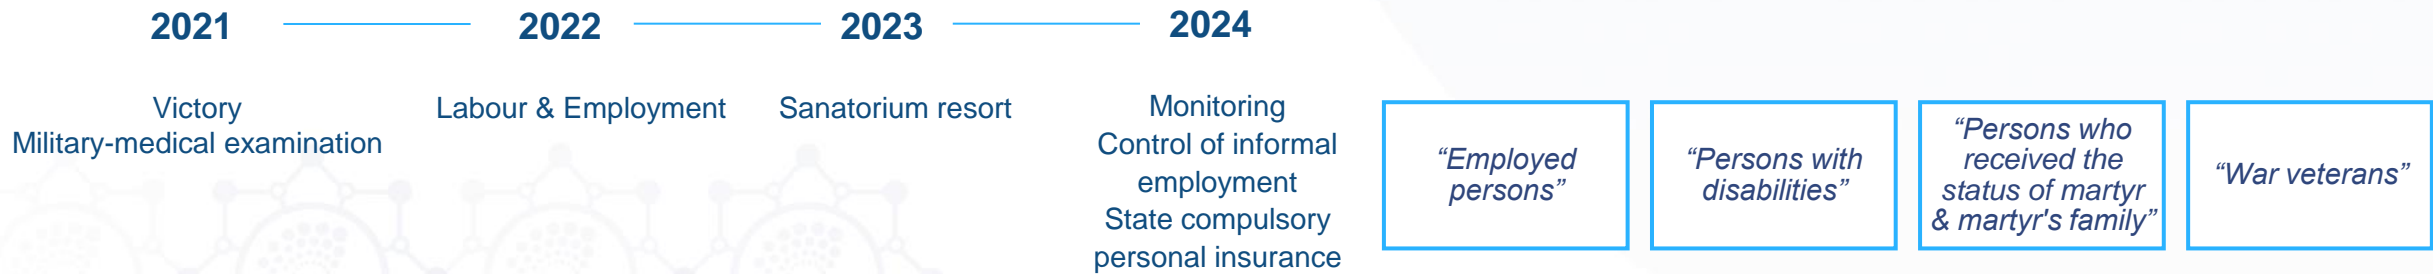 2021
2022
2023
2024
Victory
Military-medical examination
Labour & Employment
Sanatorium resort
Monitoring
Control of informal
employment
State compulsory
personal insurance
“Employed
persons”
“Persons with
disabilities”
“Persons who
received the
status of martyr
& martyr's family”
“War veterans”